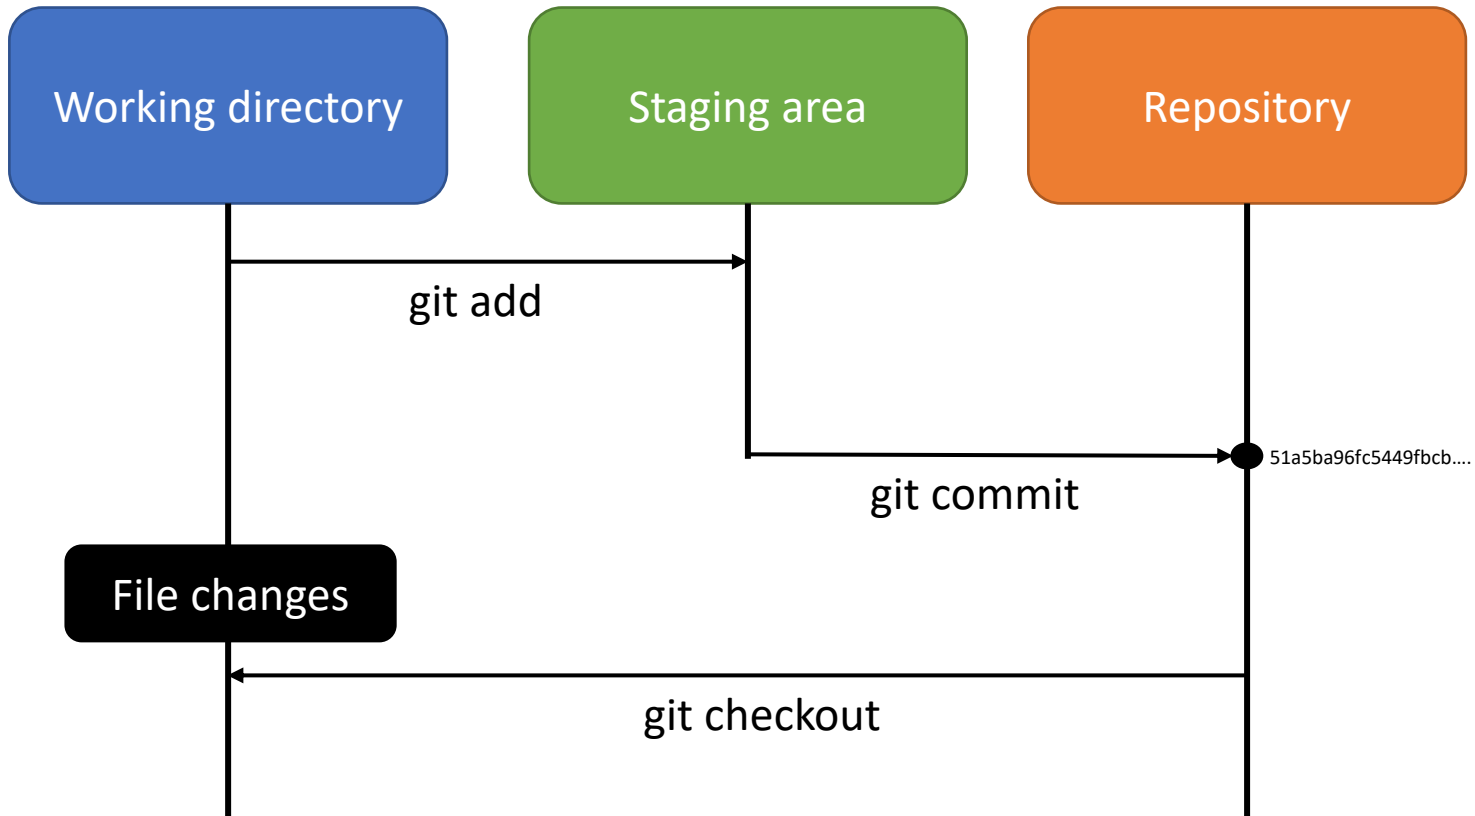 Working directory
Staging area
Repository
git add
51a5ba96fc5449fbcb....
git commit
File changes
git checkout